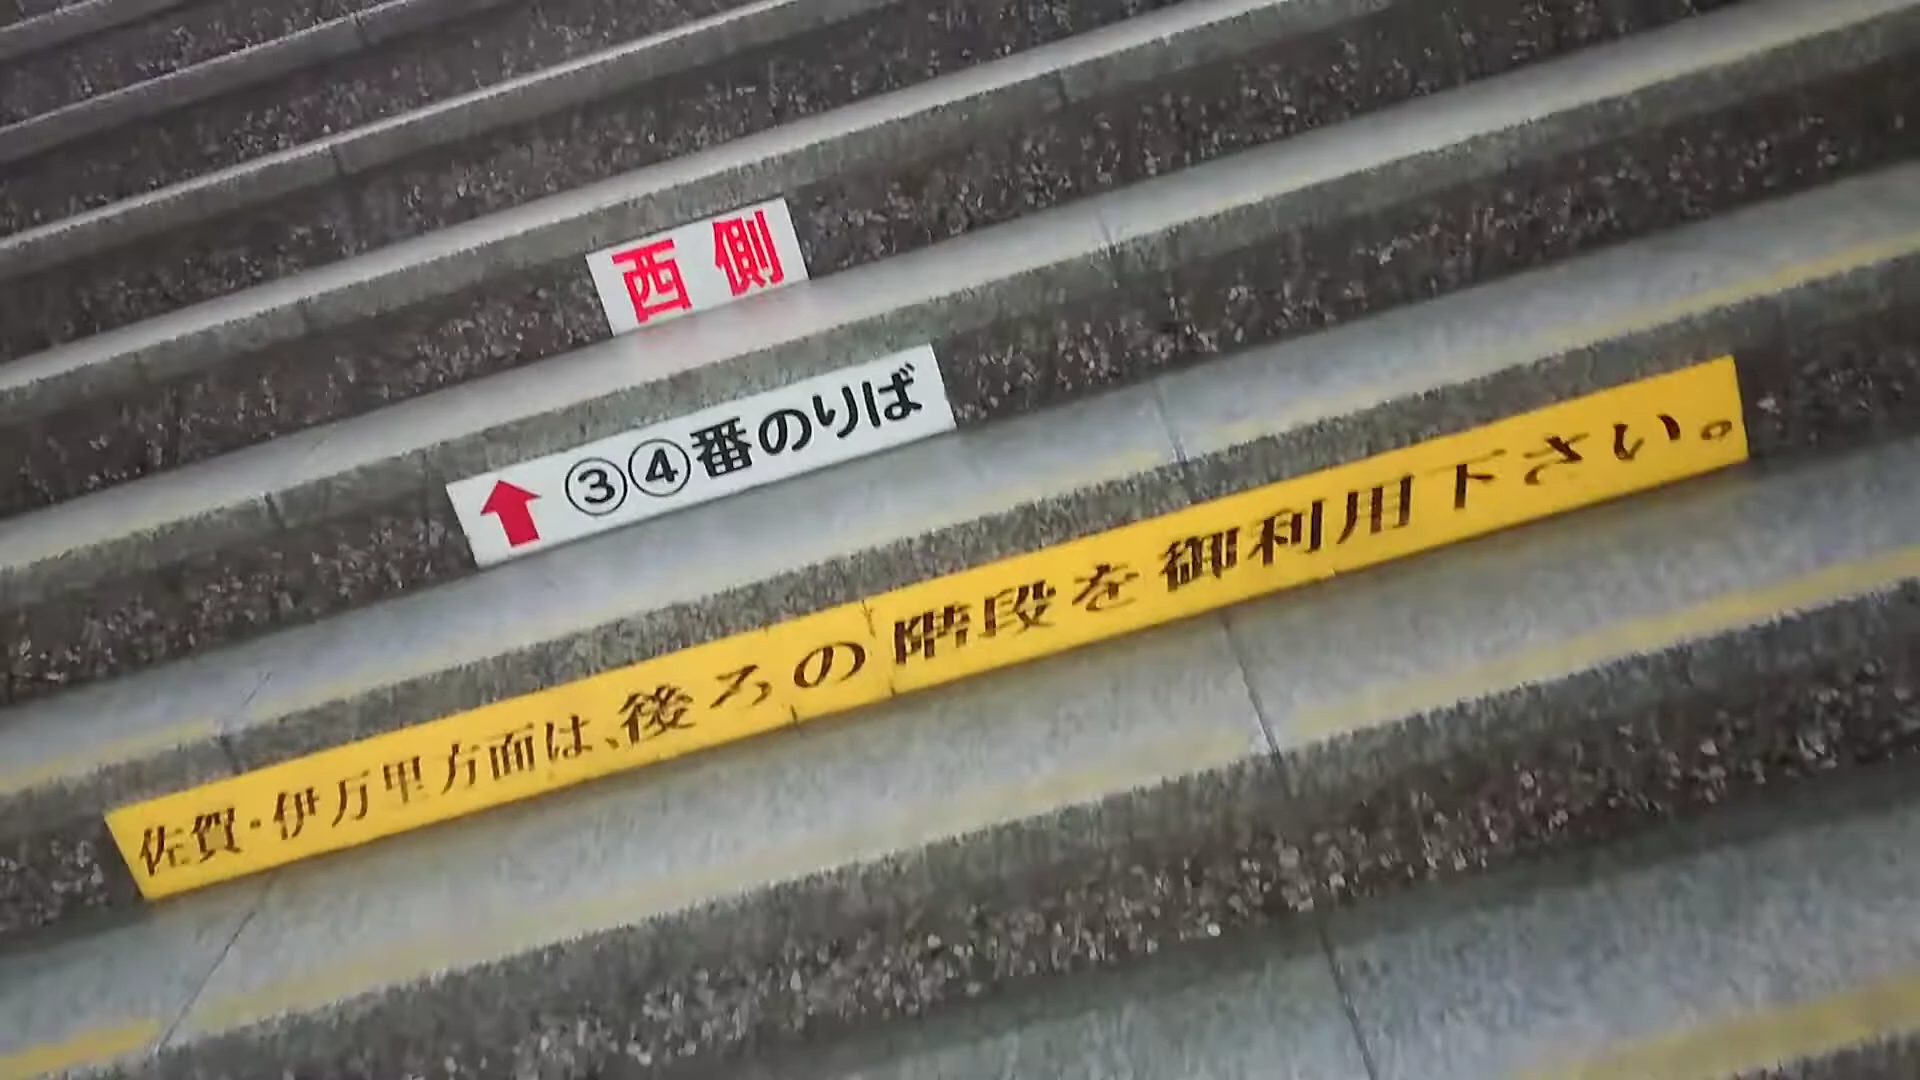 西側
③④番のりば
佐賀・伊万里方面は、後ろの階段を御利用下さい。